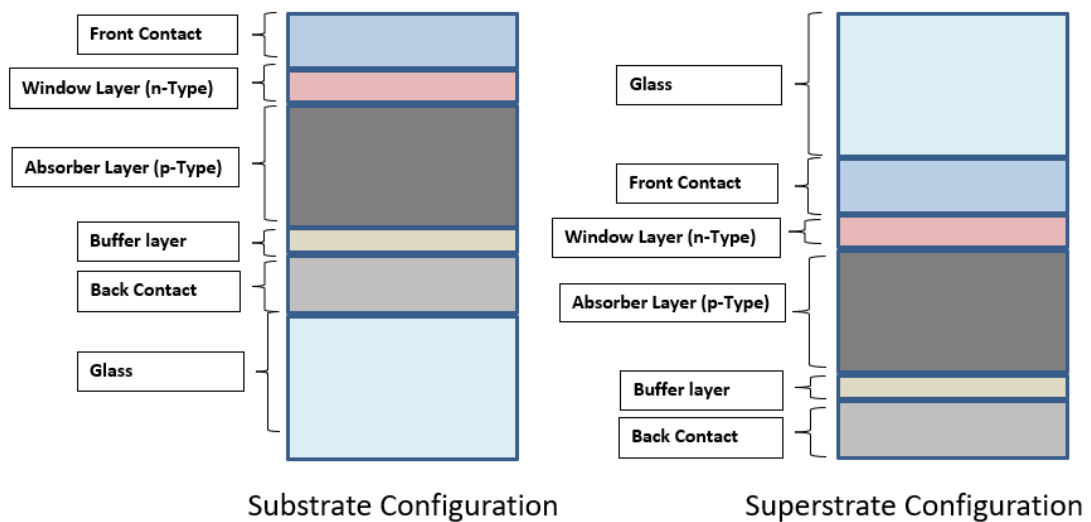 Front Contact
Window Layer (n-Type)
Absorber Layer (p-Type)
Buffer layer
Back Contact
Glass
Substrate Configuration
Glass
Front Contact
Window Layer (n-Type)
Absorber Layer (p-Type)
Buffer layer
Back Contact
Superstrate Configuration